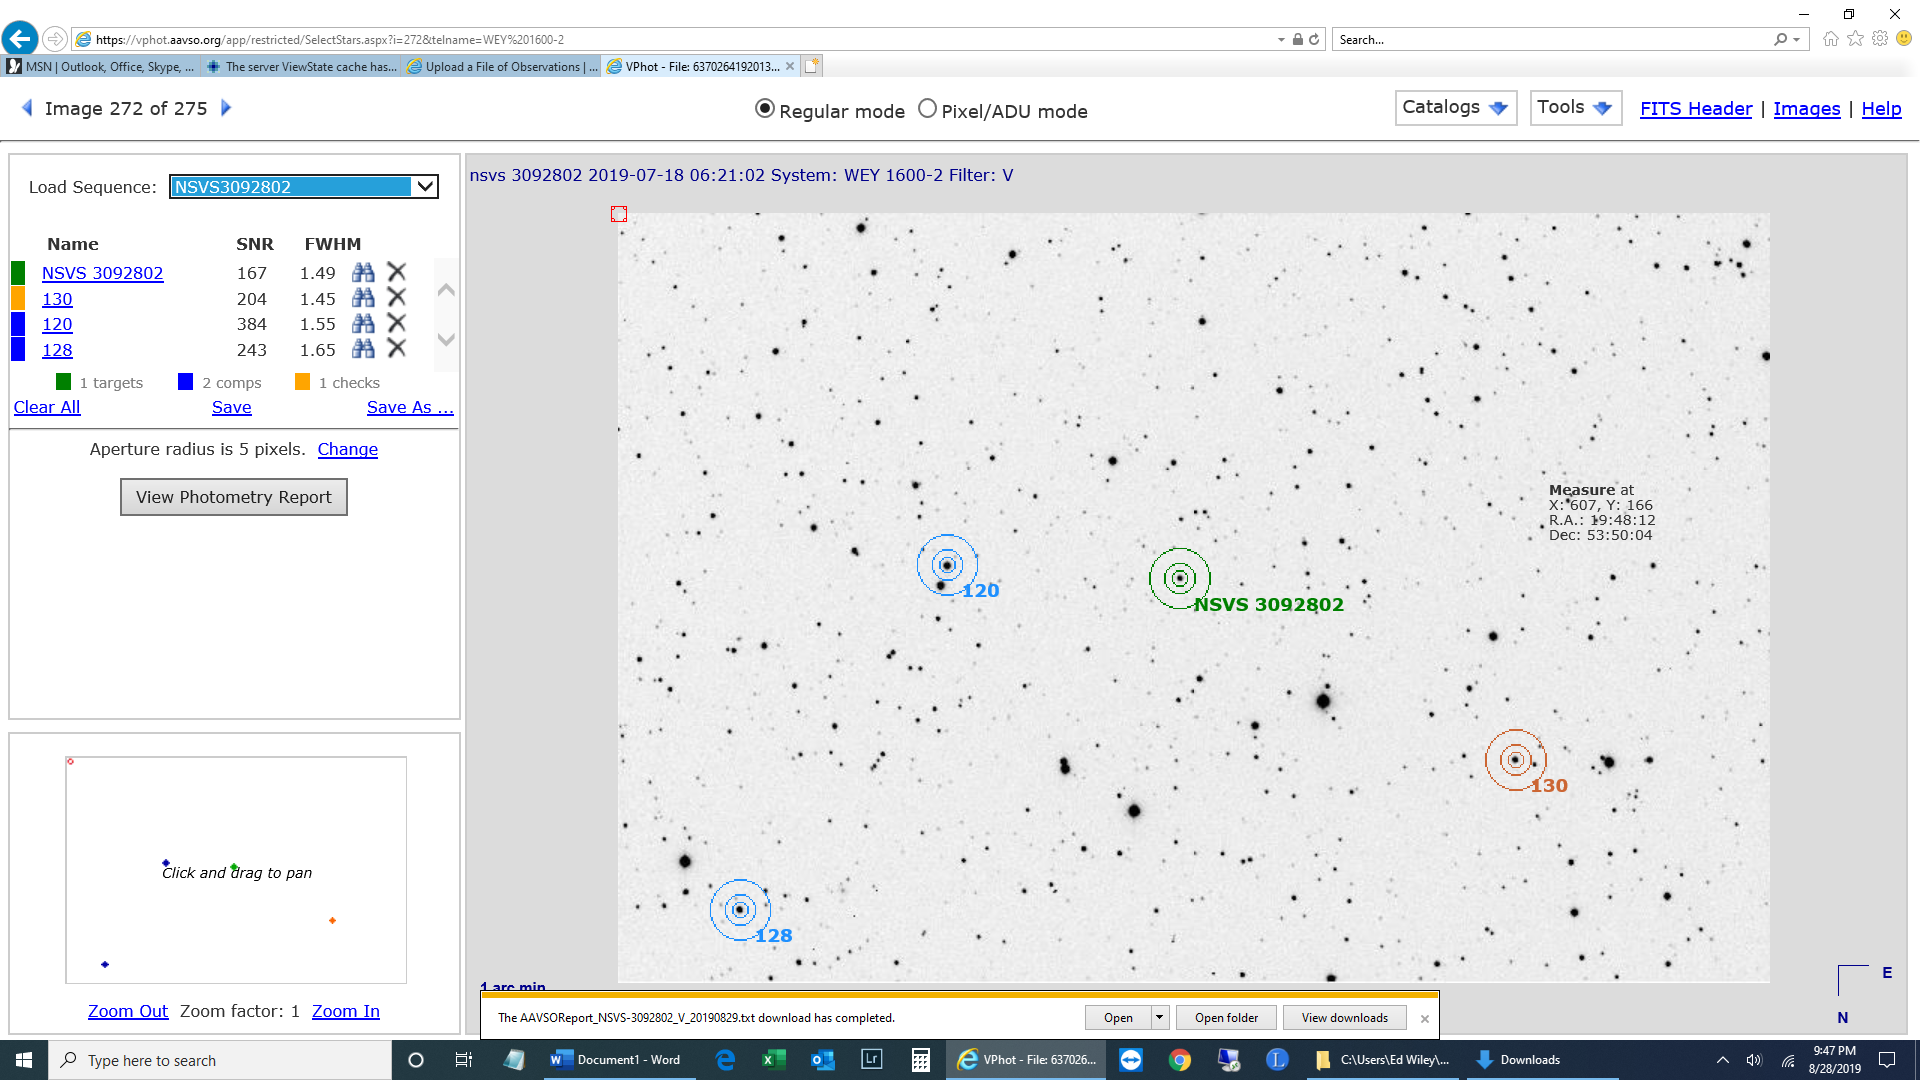 https://vphot.aavso.org/app/restricted/SelectStars.aspx?i=272&telname=WEY%201600-2
Search...
MSN | Outlook, Office, Skype, ...
The server ViewState cache has...
Upload a File of Observations | ...
VPhot - File: 6370264192013...
Image 272 of 275
Regular mode
Pixel/ADU mode
Catalogs
Tools
FITS Header | Images | Help
Load Sequence: NSVS3092802
nsvs 3092802 2019-07-18 06:21:02 System: WEY 1600-2 Filter: V
Name SNR FWHM
NSVS 3092802 167 1.49
130 204 1.45
120 384 1.55
128 243 1.65
1 targets 2 comps 1 checks
Clear All Save Save As ...
Aperture radius is 5 pixels. Change
View Photometry Report
Measure at
X: 607, Y: 166
R.A.: 19:48:12
Dec: 53:50:04
120
NSVS 3092802
130
128
Click and drag to pan
Zoom Out Zoom factor: 1 Zoom In
1 arc min
E
N
The AAVSOReport_NSVS-3092802_V_20190829.txt download has completed.
Open
Open folder
View downloads
Type here to search
Document1 - Word
Lr
VPhot - File: 637026...
L
C:\Users\Ed Wiley\...
Downloads
9:47 PM
8/28/2019